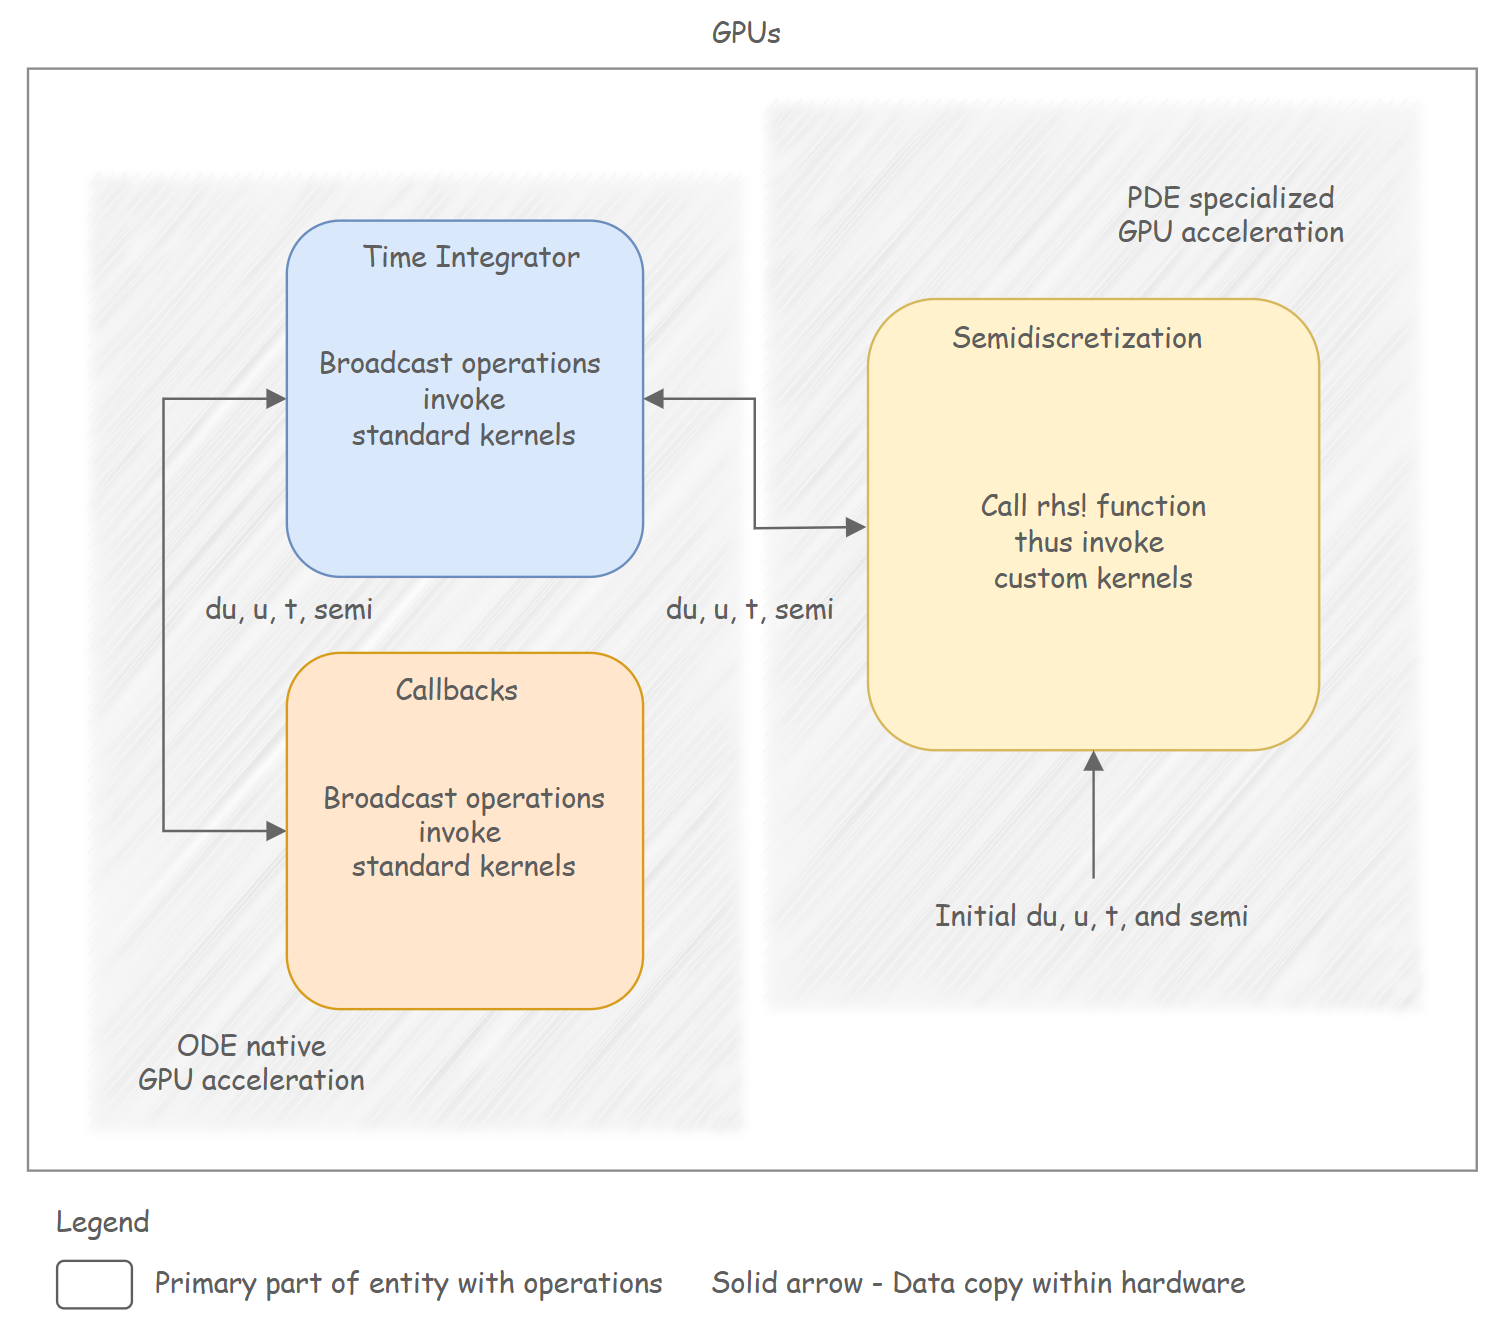 GPUs
PDE specialized
GPU acceleration
Time Integrator
Broadcast operations
invoke
standard kernels
Semidiscretization
Call rhs! function
thus invoke
custom kernels
du, u, t, semi
du, u, t, semi
Callbacks
Broadcast operations
invoke
standard kernels
Initial du, u, t, and semi
ODE native
GPU acceleration
Legend
Primary part of entity with operations
Solid arrow - Data copy within hardware